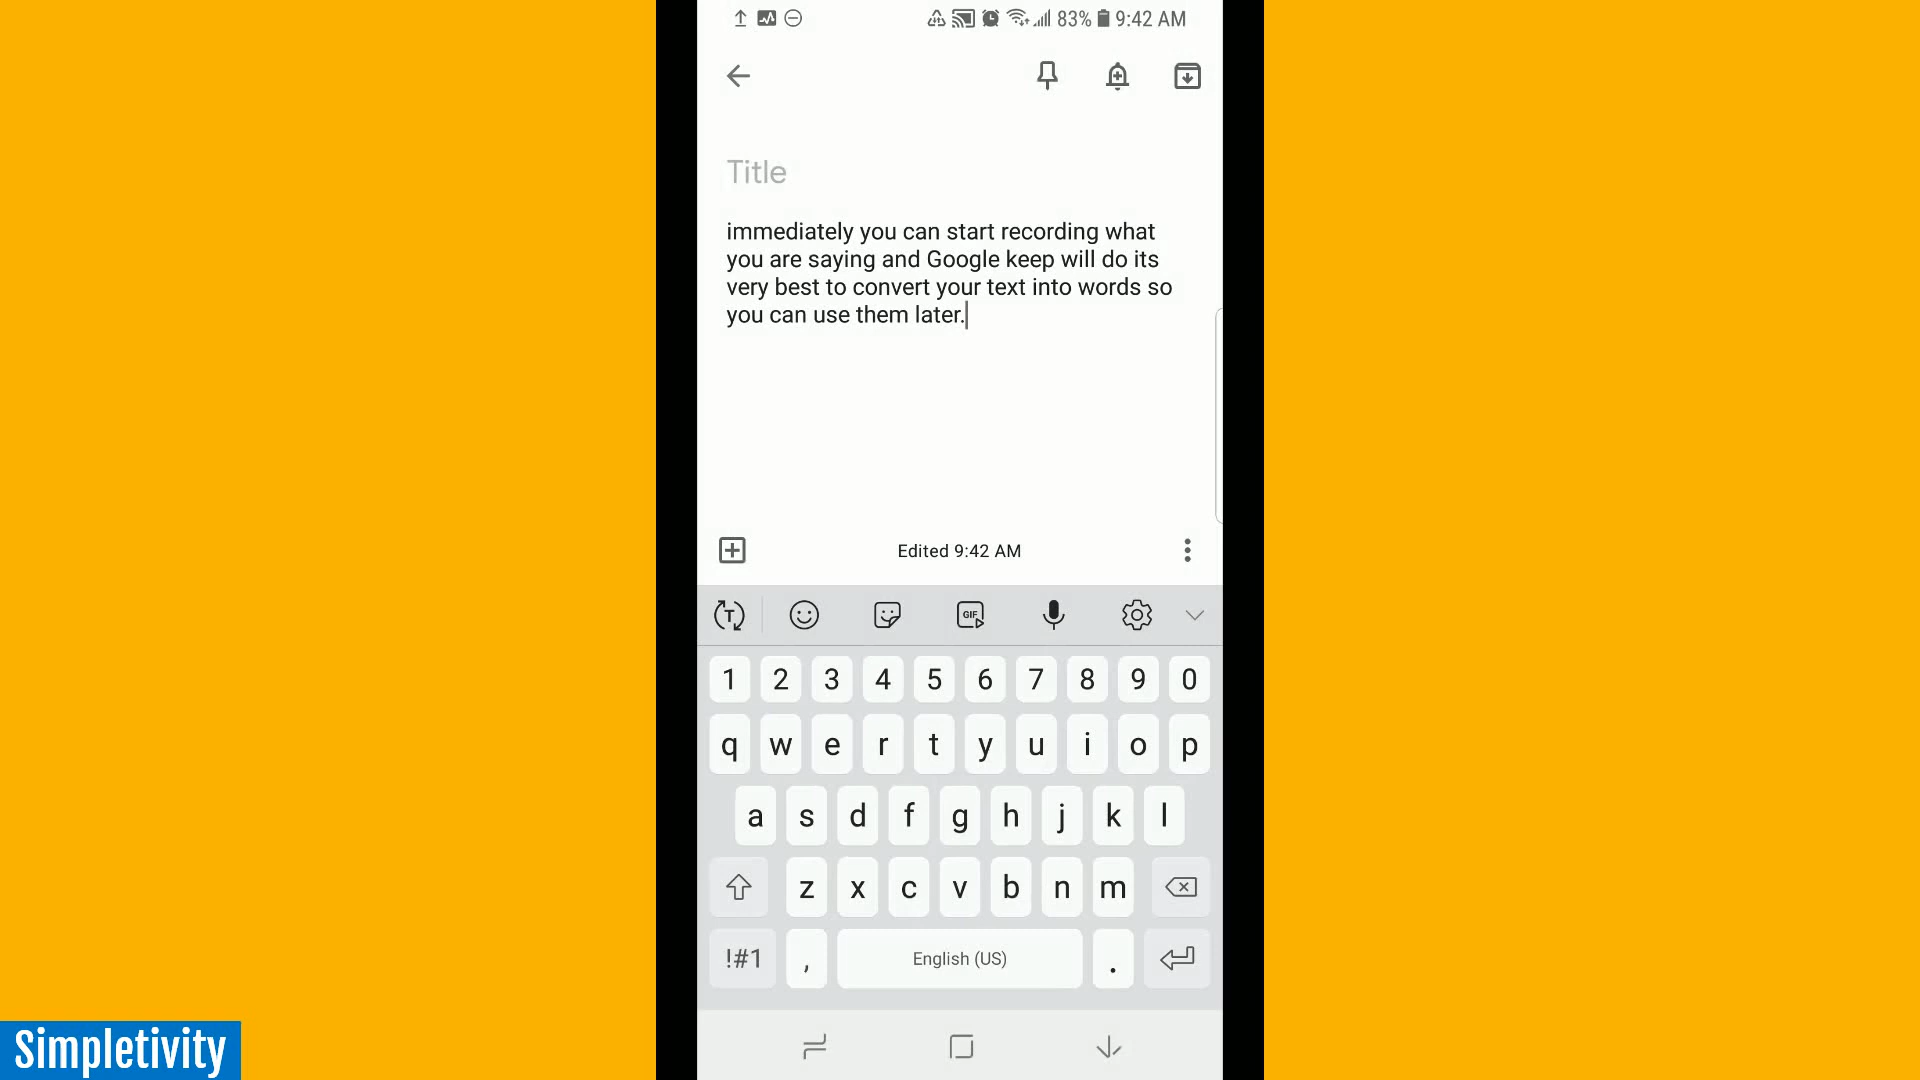 83% 9:42 AM
Title
immediately you can start recording what
you are saying and Google keep will do its
very best to convert your text into words so
you can use them later.
Edited 9:42 AM
T GIF
1 2 3 4 5 6 7 8 9 0
q w e r t y u i o p
a s d f g h j k l
z x c v b n m
!#1 , English (US) .
Simpletivity